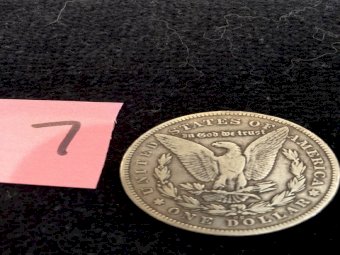 7
UNITED STATES OF AMERICA
In God we trust
ONE DOLLAR